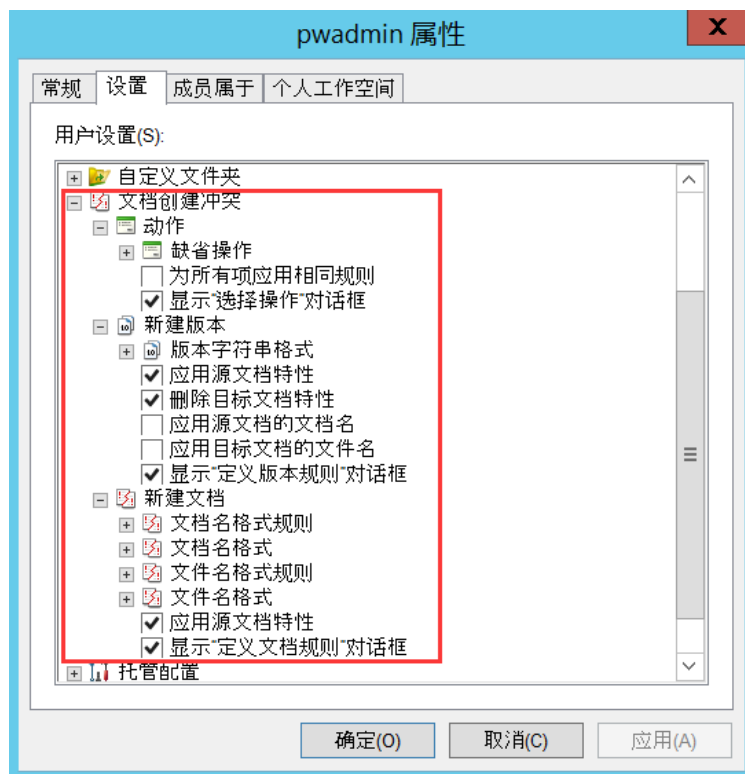 pwadmin 属性
X
常规 设置 成员属于 个人工作空间
用户设置(S):
自定义文件夹
文档创建冲突
动作
缺省操作
为所有项应用相同规则
显示"选择操作"对话框
新建版本
版本字符串格式
应用源文档特性
删除目标文档特性
应用源文档的文档名
应用目标文档的文件名
显示"定义版本规则"对话框
新建文档
文档名格式规则
文档名格式
文件名格式规则
文件名格式
应用源文档特性
显示"定义文档规则"对话框
托管配置
确定(O) 取消(C) 应用(A)